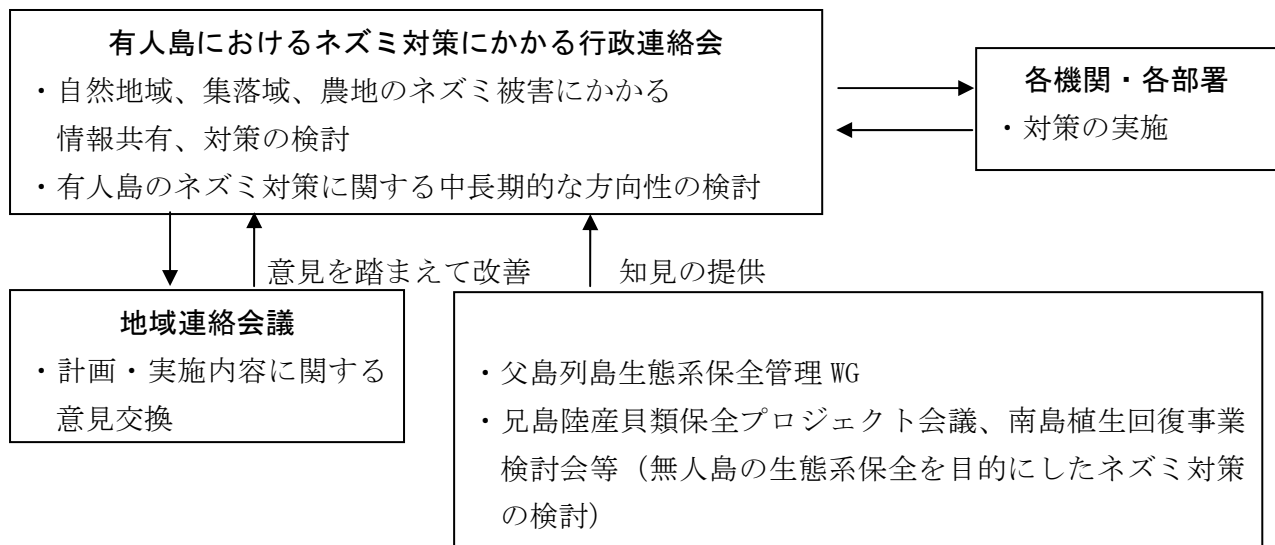 有人島におけるネズミ対策にかかる行政連絡会
・自然地域、集落域、農地のネズミ被害にかかる
情報共有、対策の検討
・有人島のネズミ対策に関する中長期的な方向性の検討
各機関・各部署
・対策の実施
意見を踏まえて改善
知見の提供
地域連絡会議
・計画・実施内容に関する
意見交換
・父島列島生態系保全管理 WG
・兄島陸産貝類保全プロジェクト会議、南島植生回復事業
検討会等（無人島の生態系保全を目的にしたネズミ対策
の検討）